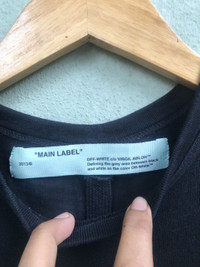 "MAIN LABEL"
OFF-WHITE c/o VIRGIL ABLOH™
Defining the grey area between black
and white as the color Off-White™